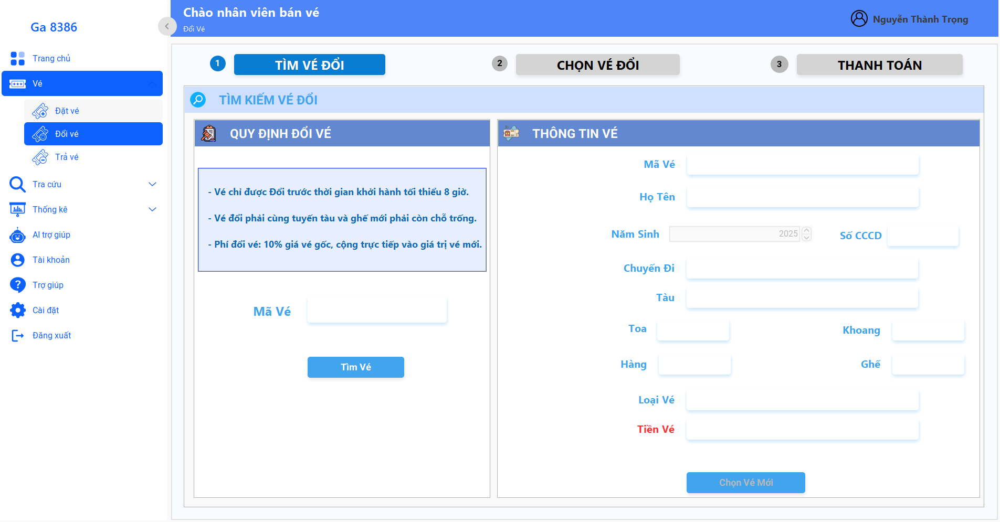 Ga 8386
Trang chủ
Vé
Đặt vé
Đổi vé
Trả vé
Tra cứu
Thống kê
AI trợ giúp
Tài khoản
Trợ giúp
Cài đặt
Đăng xuất
Chào nhân viên bán vé
Đổi Vé
Nguyễn Thành Trọng
1 TÌM VÉ ĐỔI
2 CHỌN VÉ ĐỔI
3 THANH TOÁN
TÌM KIẾM VÉ ĐỔI
QUY ĐỊNH ĐỔI VÉ
- Vé chỉ được Đổi trước thời gian khởi hành tối thiểu 8 giờ.
- Vé đổi phải cùng tuyến tàu và ghế mới phải còn chỗ trống.
- Phí đổi vé: 10% giá vé gốc, cộng trực tiếp vào giá trị vé mới.
Mã Vé
Tìm Vé
THÔNG TIN VÉ
Mã Vé
Họ Tên
Năm Sinh 2025 Số CCCD
Chuyến Đi
Tàu
Toa Khoang
Hàng Ghế
Loại Vé
Tiền Vé
Chọn Vé Mới